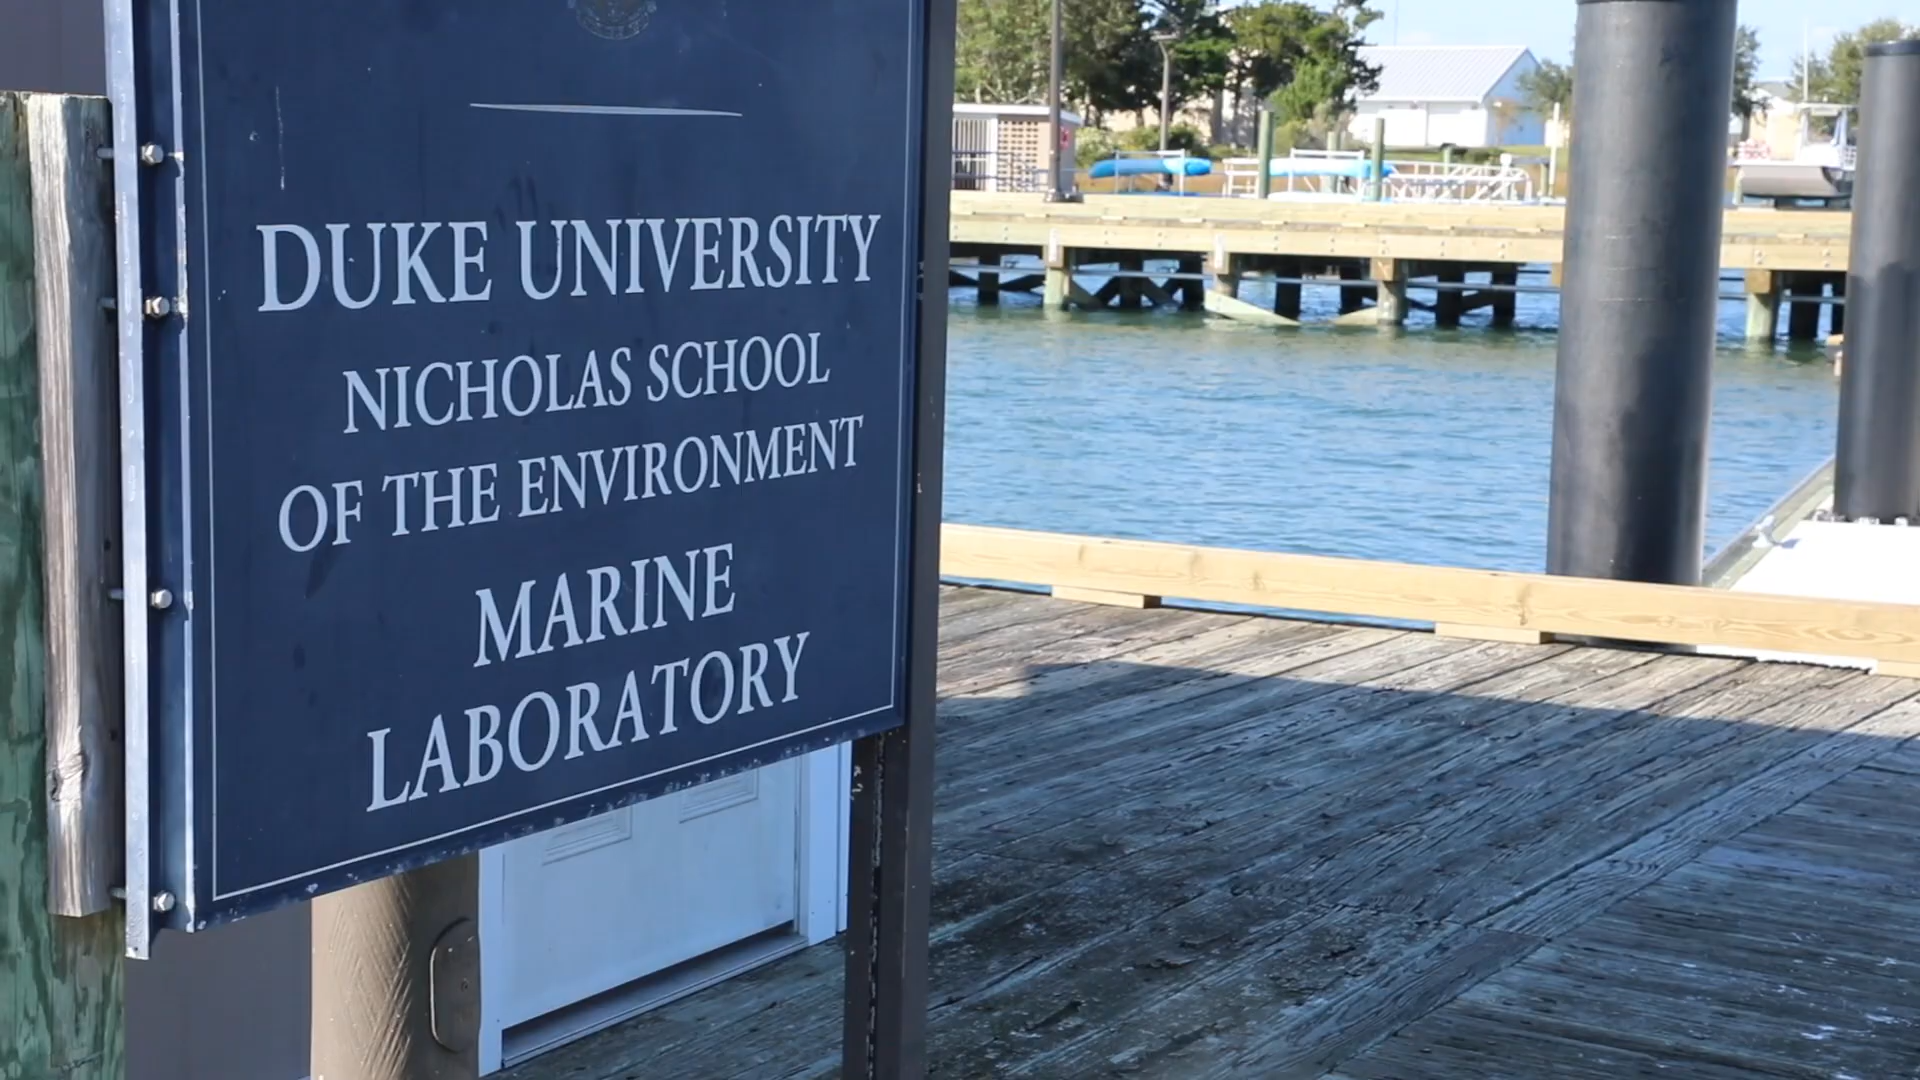 DUKE UNIVERSITY
NICHOLAS SCHOOL
OF THE ENVIRONMENT
MARINE
LABORATORY